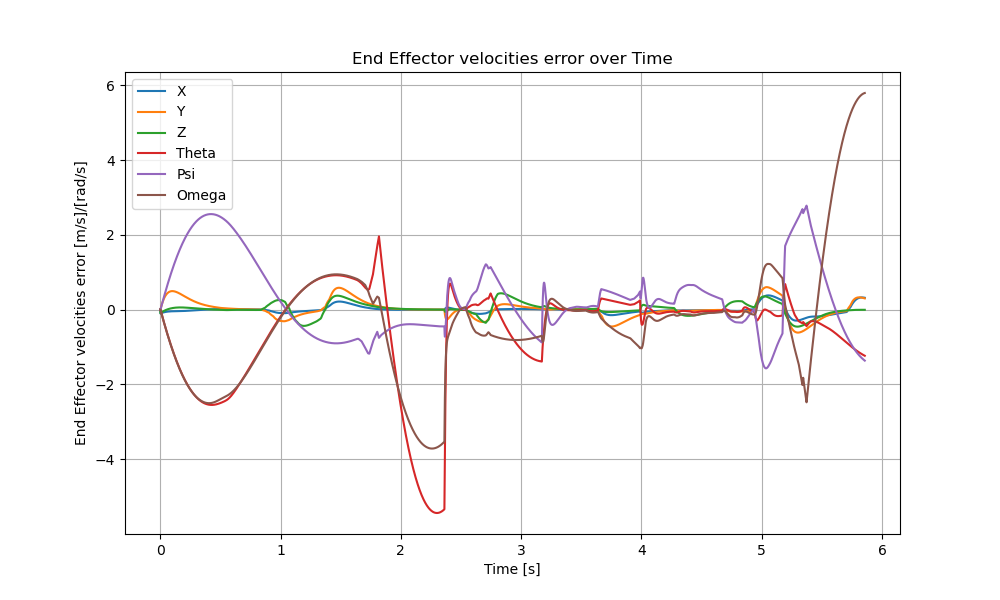 End Effector velocities error over Time
X
Y
Z
Theta
Psi
Omega
End Effector velocities error [m/s]/[rad/s]
6
4
2
0
−2
−4
0 1 2 3 4 5 6
Time [s]